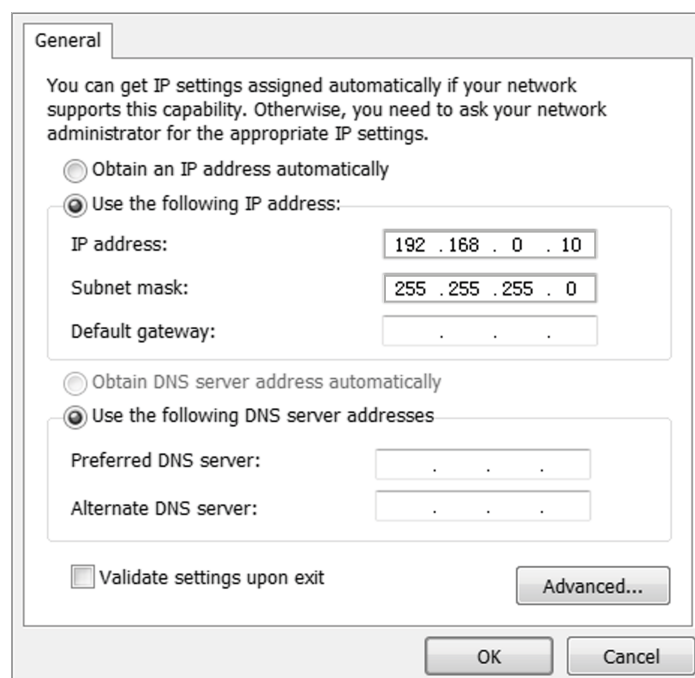 General
You can get IP settings assigned automatically if your network
supports this capability. Otherwise, you need to ask your network
administrator for the appropriate IP settings.
Obtain an IP address automatically
Use the following IP address:
IP address: 192 . 168 . 0 . 10
Subnet mask: 255 . 255 . 255 . 0
Default gateway: . . .
Obtain DNS server address automatically
Use the following DNS server addresses
Preferred DNS server: . . .
Alternate DNS server: . . .
Validate settings upon exit
Advanced...
OK Cancel